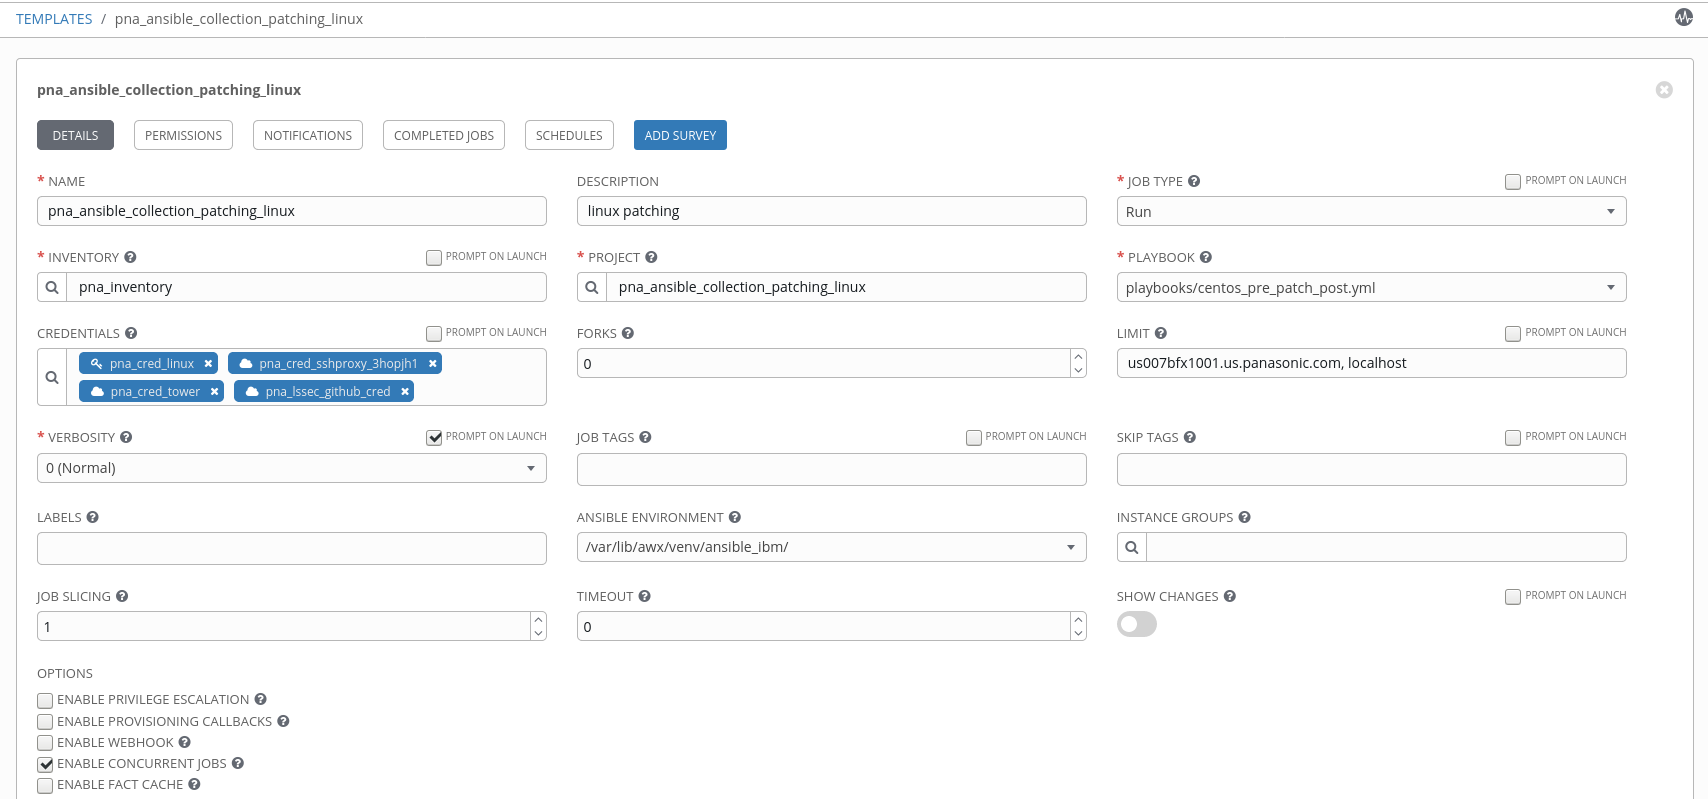 TEMPLATES / pna_ansible_collection_patching_linux
pna_ansible_collection_patching_linux
DETAILS PERMISSIONS NOTIFICATIONS COMPLETED JOBS SCHEDULES ADD SURVEY
* NAME DESCRIPTION * JOB TYPE PROMPT ON LAUNCH
pna_ansible_collection_patching_linux linux patching Run
* INVENTORY PROMPT ON LAUNCH * PROJECT * PLAYBOOK
pna_inventory pna_ansible_collection_patching_linux playbooks/centos_pre_patch_post.yml
CREDENTIALS PROMPT ON LAUNCH FORKS LIMIT PROMPT ON LAUNCH
pna_cred_linux pna_cred_sshproxy_3hopjh1 0 us007bfx1001.us.panasonic.com, localhost
pna_cred_tower pna_lssec_github_cred
* VERBOSITY PROMPT ON LAUNCH JOB TAGS PROMPT ON LAUNCH SKIP TAGS PROMPT ON LAUNCH
0 (Normal)
LABELS ANSIBLE ENVIRONMENT INSTANCE GROUPS
/var/lib/awx/venv/ansible_ibm/
JOB SLICING TIMEOUT SHOW CHANGES PROMPT ON LAUNCH
1 0
OPTIONS
ENABLE PRIVILEGE ESCALATION
ENABLE PROVISIONING CALLBACKS
ENABLE WEBHOOK
ENABLE CONCURRENT JOBS
ENABLE FACT CACHE